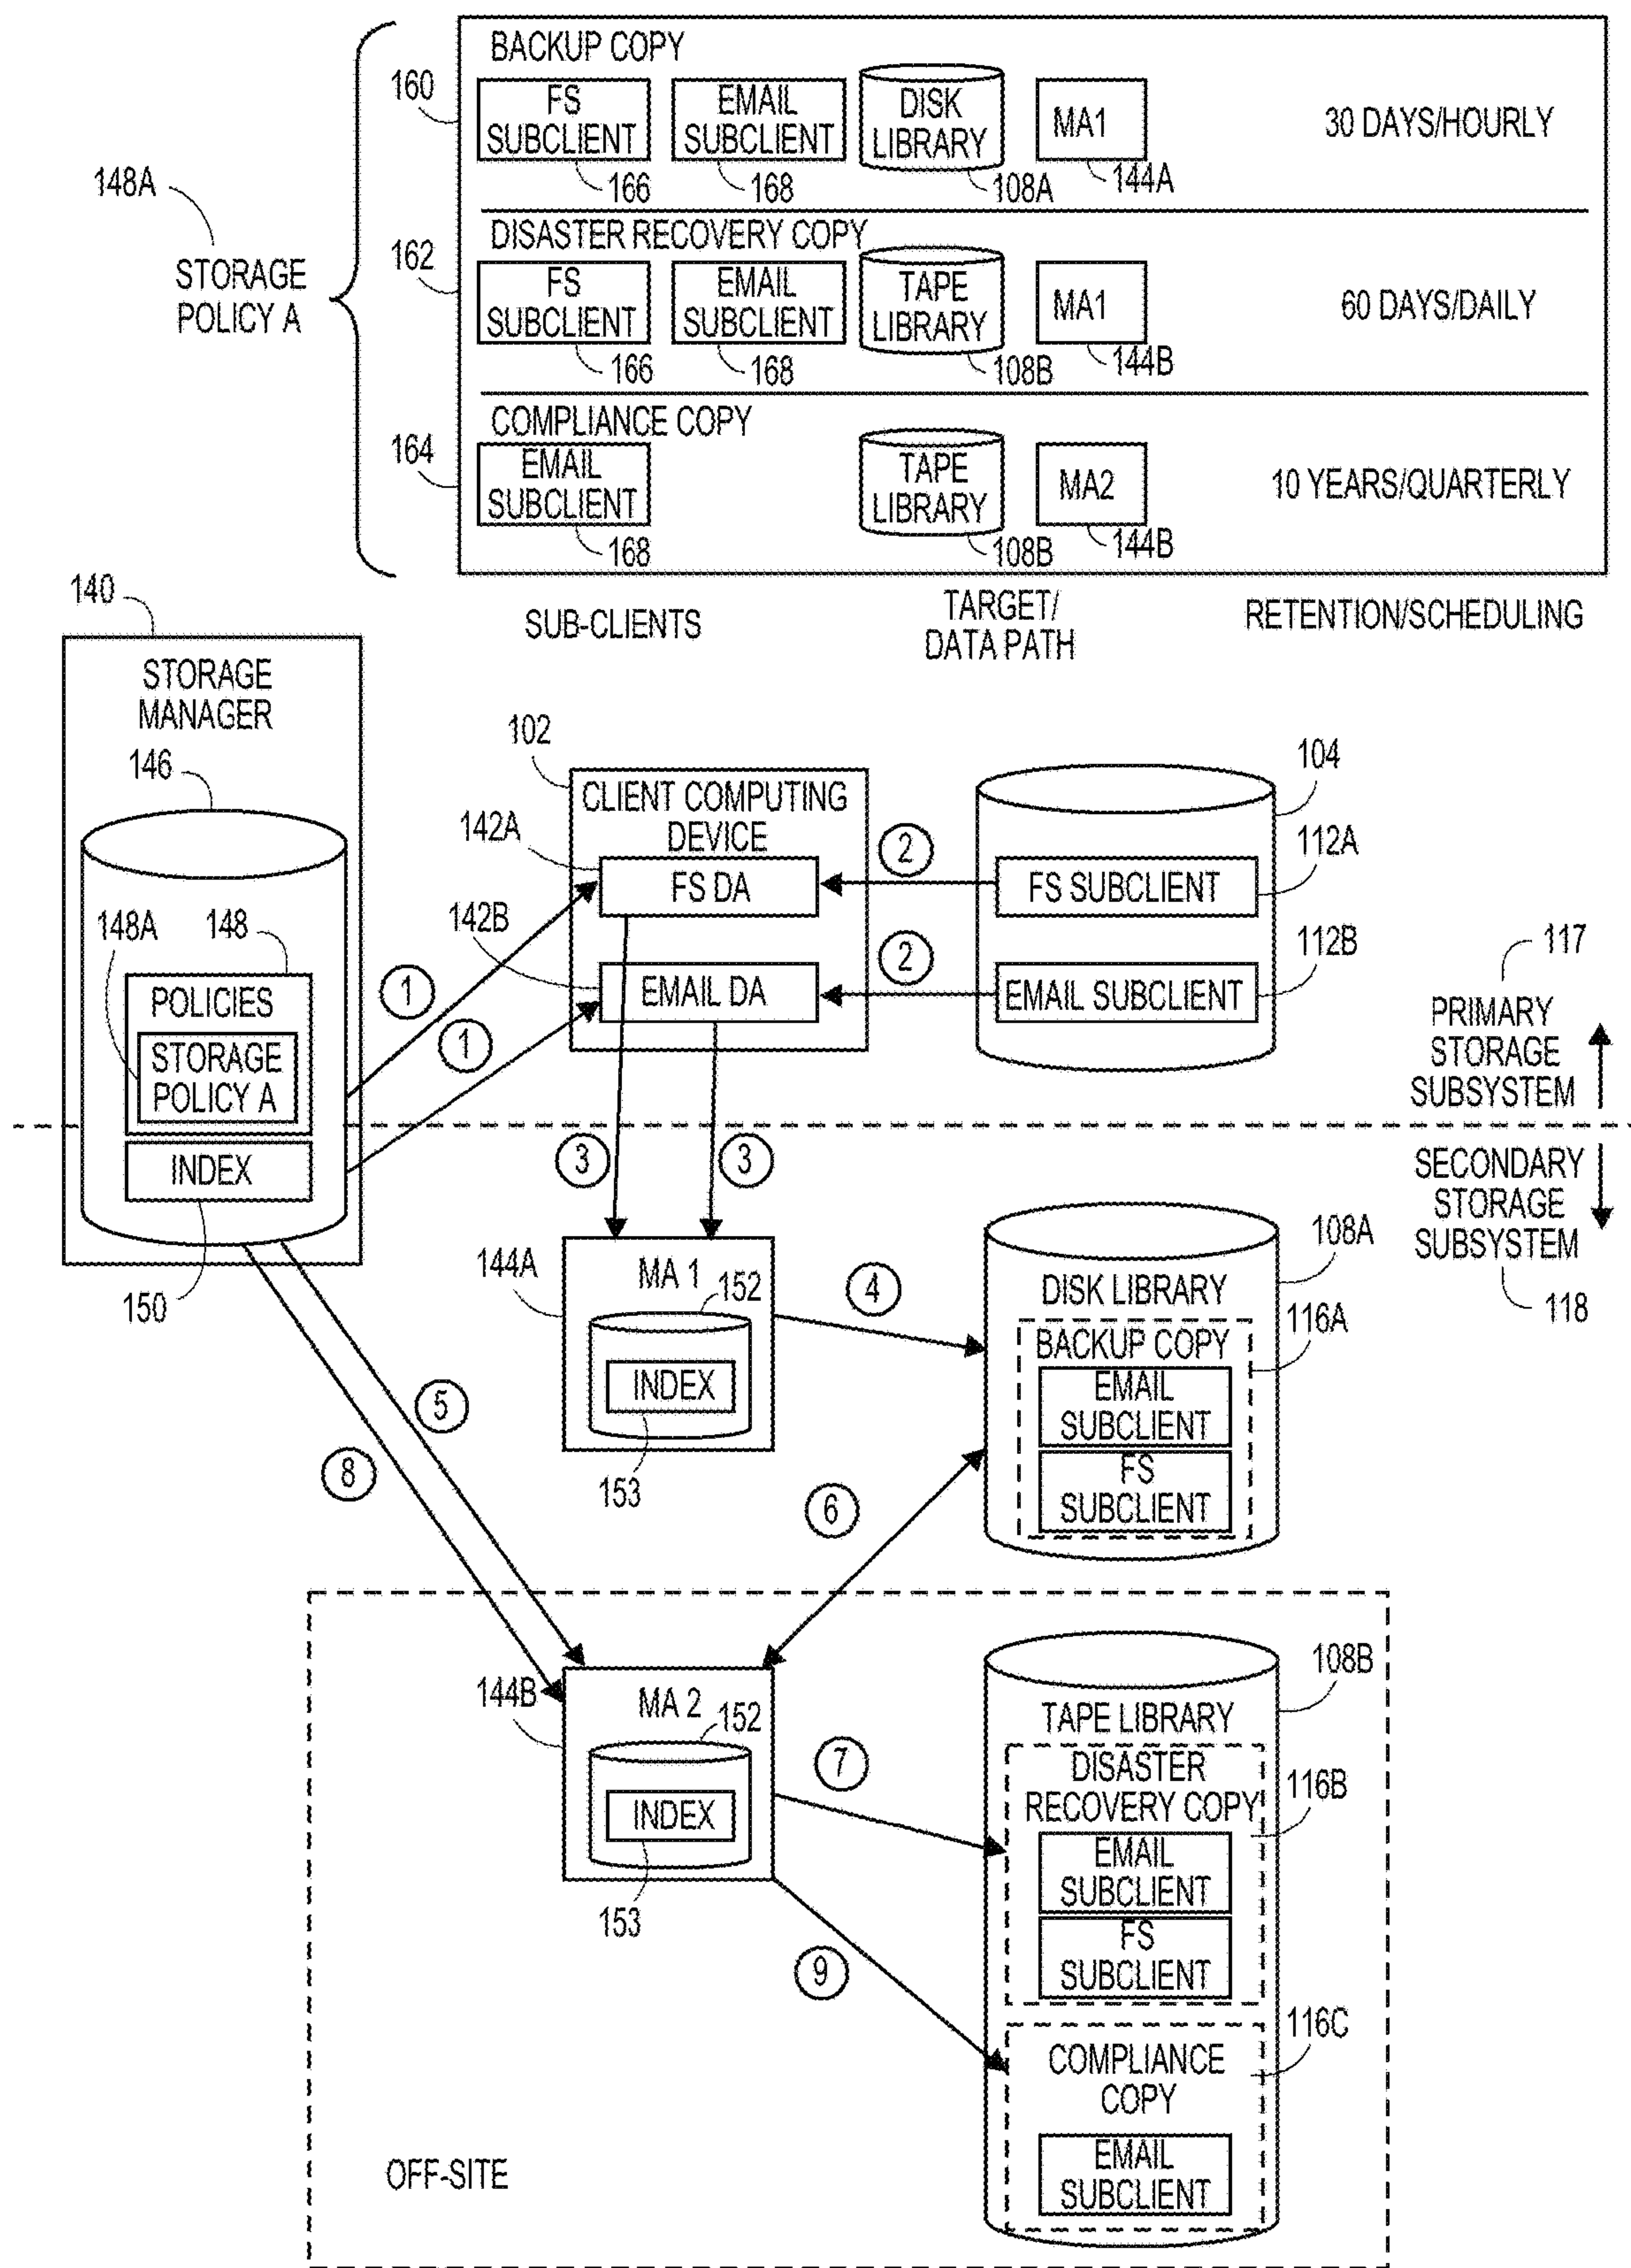 BACKUP COPY
160
FS
SUBCLIENT
166
EMAIL
SUBCLIENT
168
DISK
LIBRARY
108A
MA1
144A
30 DAYS/HOURLY
148A
STORAGE
POLICY A
DISASTER RECOVERY COPY
162
FS
SUBCLIENT
166
EMAIL
SUBCLIENT
168
TAPE
LIBRARY
108B
MA1
144B
60 DAYS/DAILY
COMPLIANCE COPY
164
EMAIL
SUBCLIENT
168
TAPE
LIBRARY
108B
MA2
144B
10 YEARS/QUARTERLY
SUB-CLIENTS
TARGET/
DATA PATH
RETENTION/SCHEDULING
140
STORAGE
MANAGER
146
148A
148
POLICIES
STORAGE
POLICY A
INDEX
150
1
1
102
CLIENT COMPUTING
DEVICE
142A
FS DA
142B
EMAIL DA
2
2
104
112A
FS SUBCLIENT
112B
EMAIL SUBCLIENT
117
PRIMARY
STORAGE
SUBSYSTEM
SECONDARY
STORAGE
SUBSYSTEM
118
3
3
144A
MA 1
152
INDEX
153
4
108A
DISK LIBRARY
116A
BACKUP COPY
EMAIL
SUBCLIENT
FS
SUBCLIENT
5
8
6
144B
MA 2
152
INDEX
153
7
9
108B
TAPE LIBRARY
DISASTER
RECOVERY COPY
116B
EMAIL
SUBCLIENT
FS
SUBCLIENT
116C
COMPLIANCE
COPY
EMAIL
SUBCLIENT
OFF-SITE